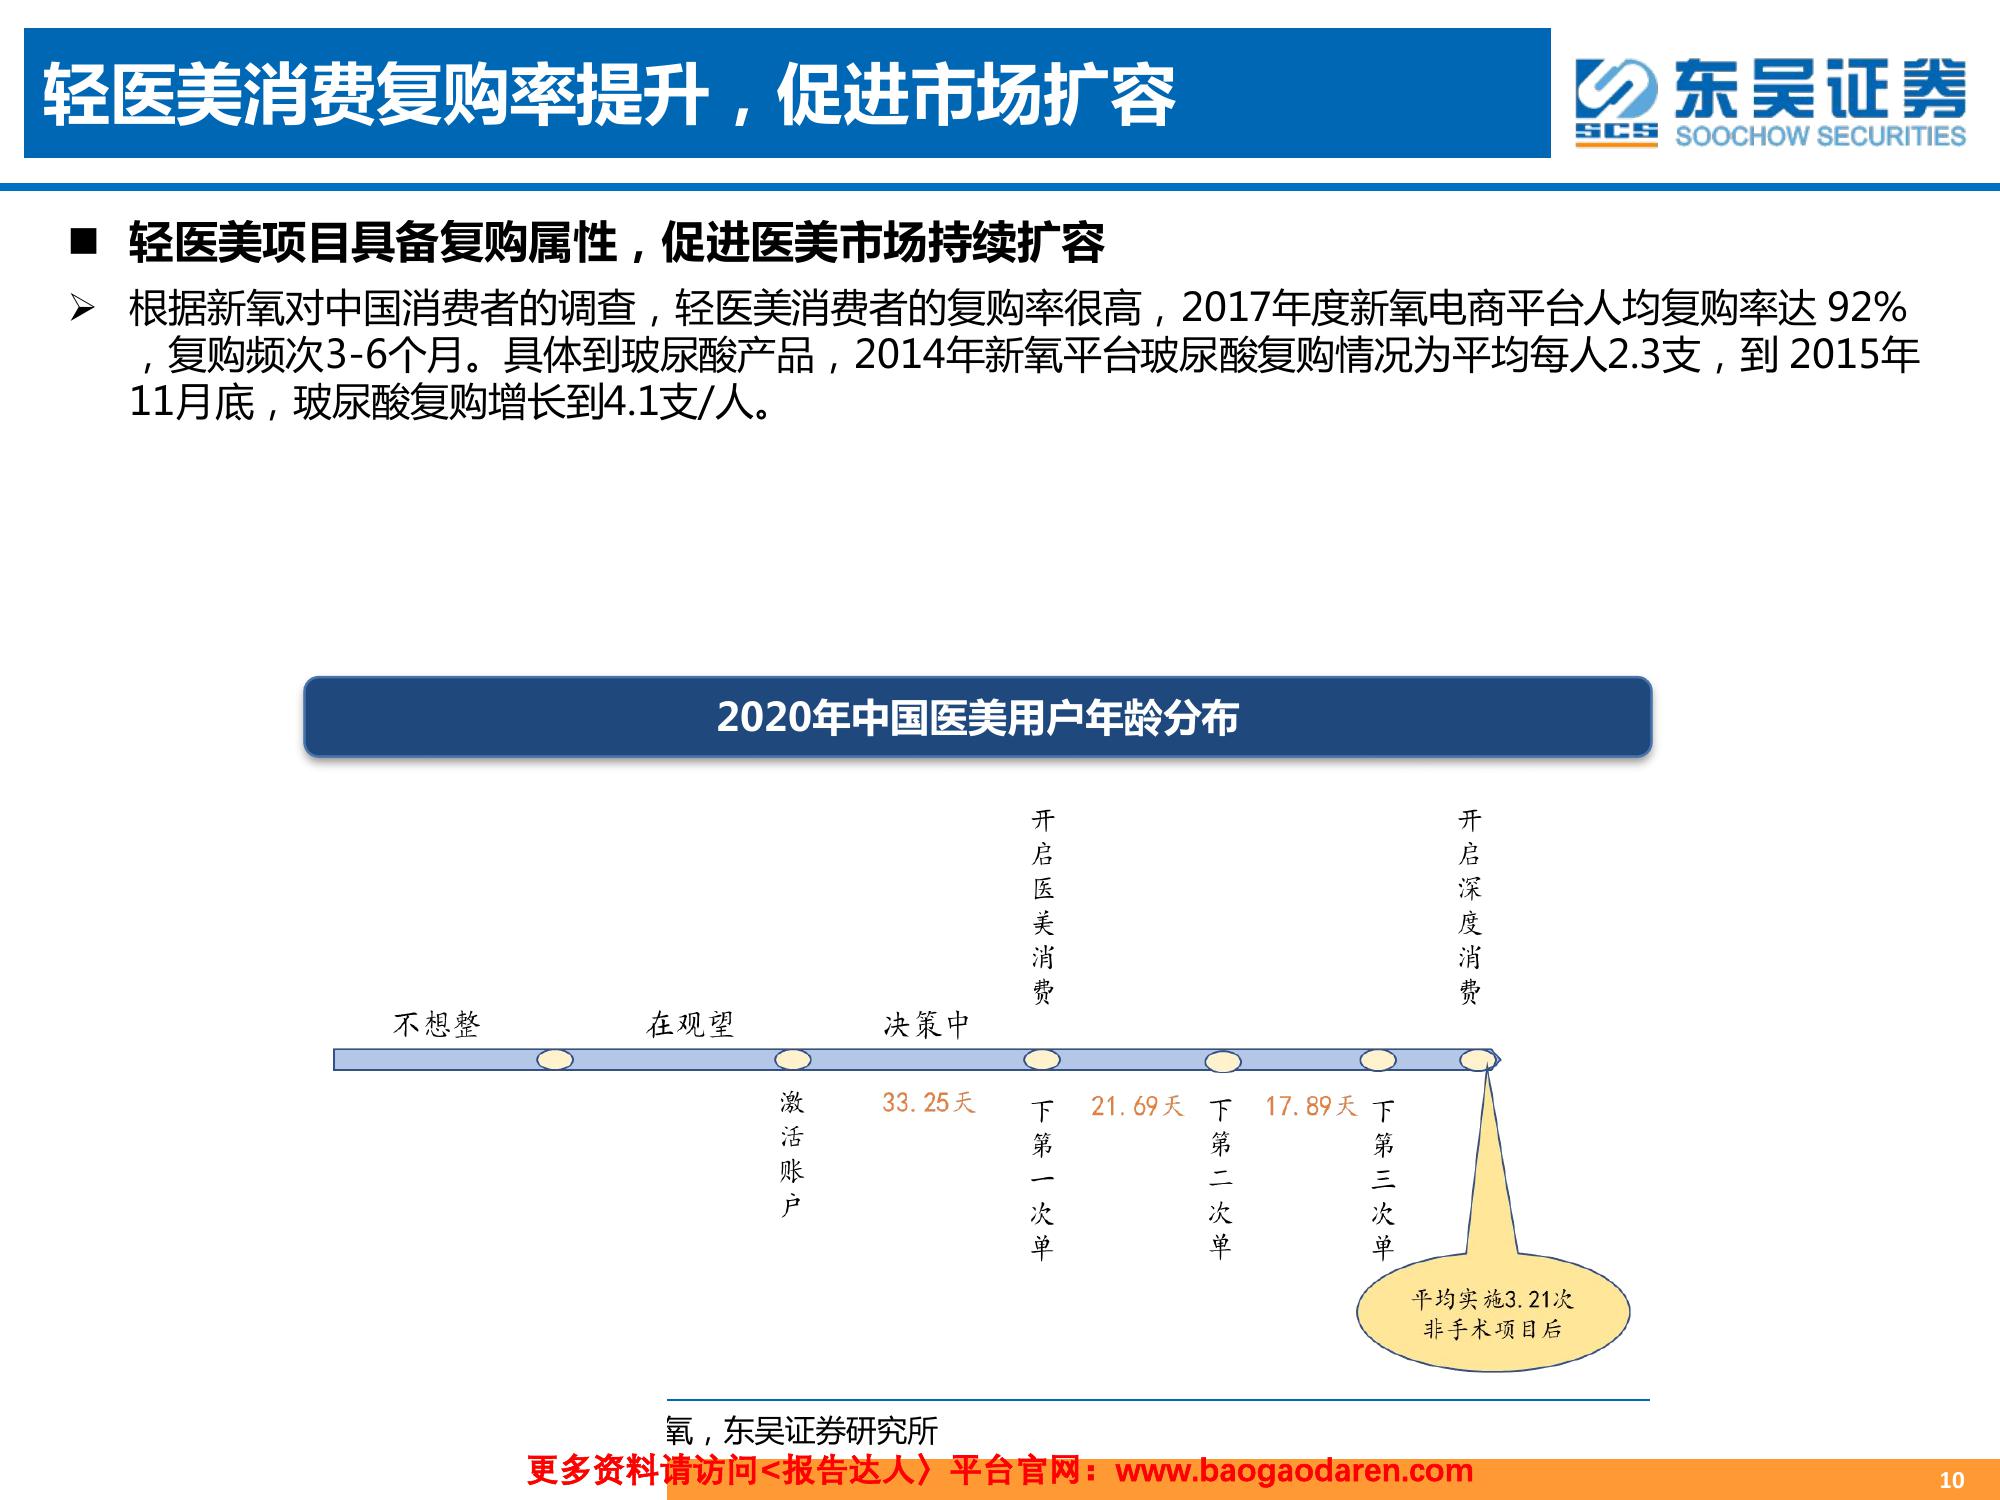 轻医美消费复购率提升，促进市场扩容
东吴证券
SCS
SOOCHOW SECURITIES
■ 轻医美项目具备复购属性，促进医美市场持续扩容
➢ 根据新氧对中国消费者的调查，轻医美消费者的复购率很高，2017年度新氧电商平台人均复购率达 92%
，复购频次3-6个月。具体到玻尿酸产品，2014年新氧平台玻尿酸复购情况为平均每人2.3支，到 2015年
11月底，玻尿酸复购增长到4.1支/人。
2020年中国医美用户年龄分布
开启医美消费
开启深度消费
不想整
在观望
决策中
激活账户
33.25天
下第一次单
21.69天
下第二次单
17.89天
下第三次单
平均实施3.21次
非手术项目后
氧，东吴证券研究所
更多资料请访问<报告达人〉平台官网：www.baogaodaren.com
10